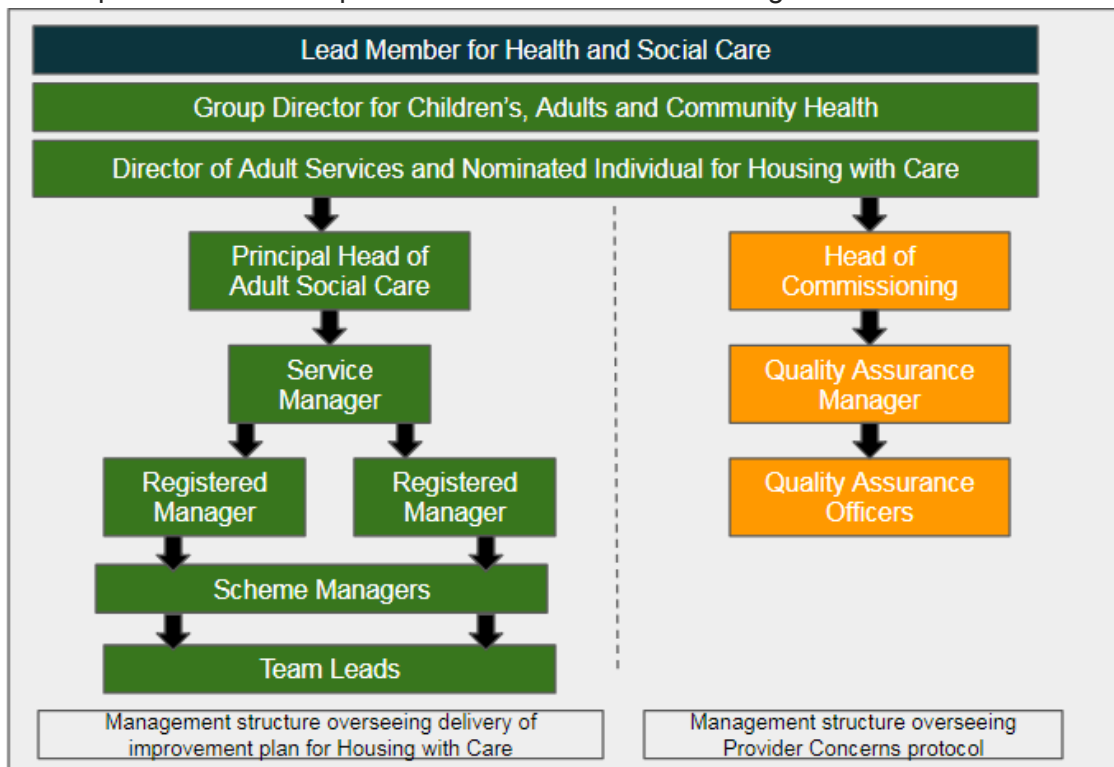 Lead Member for Health and Social Care
Group Director for Children's, Adults and Community Health
Director of Adult Services and Nominated Individual for Housing with Care
Principal Head of
Adult Social Care
Service
Manager
Registered
Manager
Registered
Manager
Scheme Managers
Team Leads
Management structure overseeing delivery of
improvement plan for Housing with Care
Head of
Commissioning
Quality Assurance
Manager
Quality Assurance
Officers
Management structure overseeing
Provider Concerns protocol